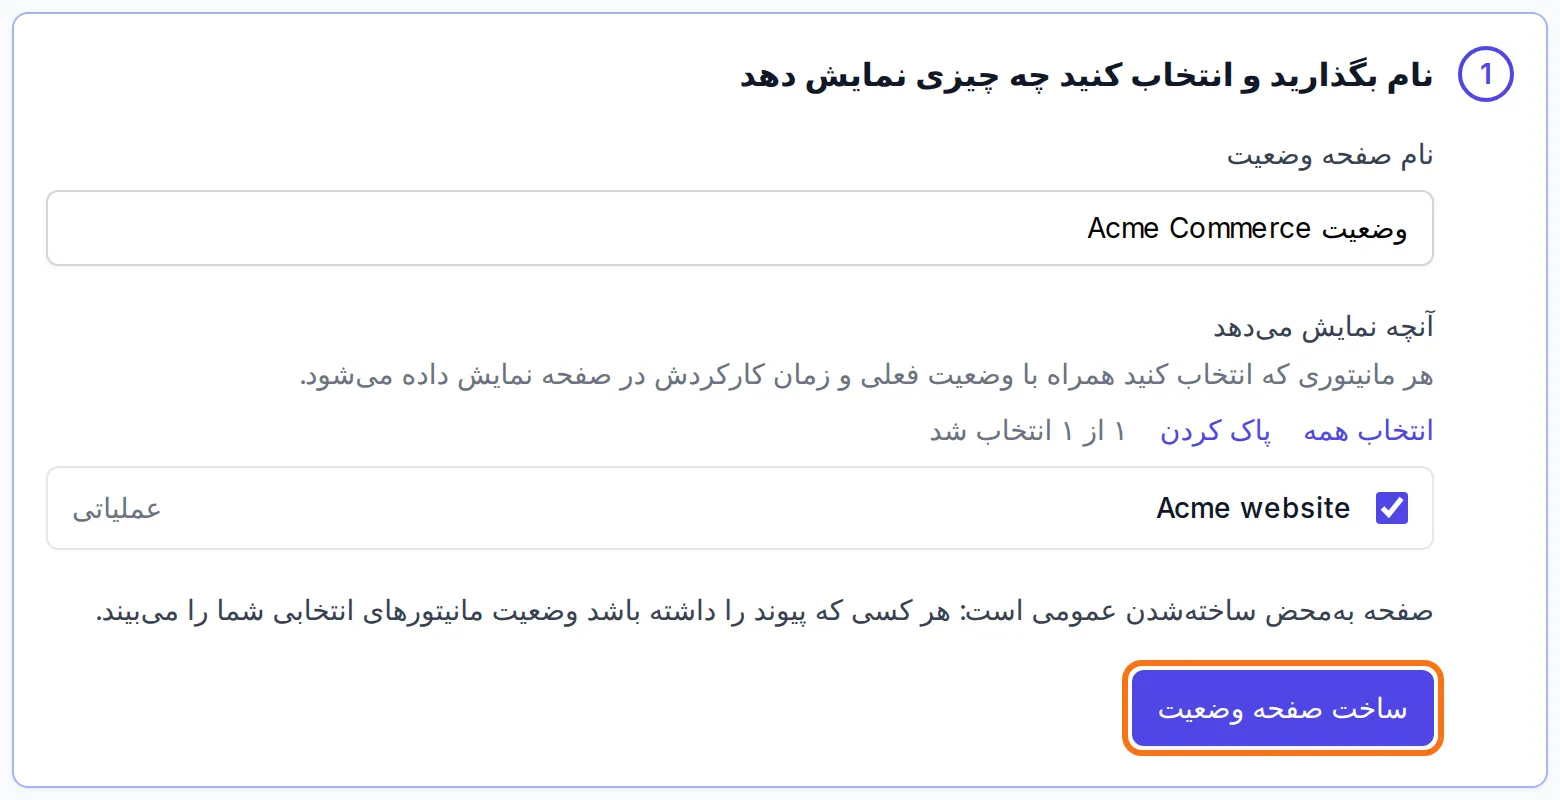 1
نام بگذارید و انتخاب کنید چه چیزی نمایش دهد
نام صفحه وضعیت
وضعیت Acme Commerce
آنچه نمایش می‌دهد
هر مانیتوری که انتخاب کنید همراه با وضعیت فعلی و زمان کارکردش در صفحه نمایش داده می‌شود.
انتخاب همه پاک کردن ۱ از ۱ انتخاب شد
Acme website عملیاتی
صفحه به‌محض ساخته‌شدن عمومی است: هر کسی که پیوند را داشته باشد وضعیت مانیتورهای انتخابی شما را می‌بیند.
ساخت صفحه وضعیت